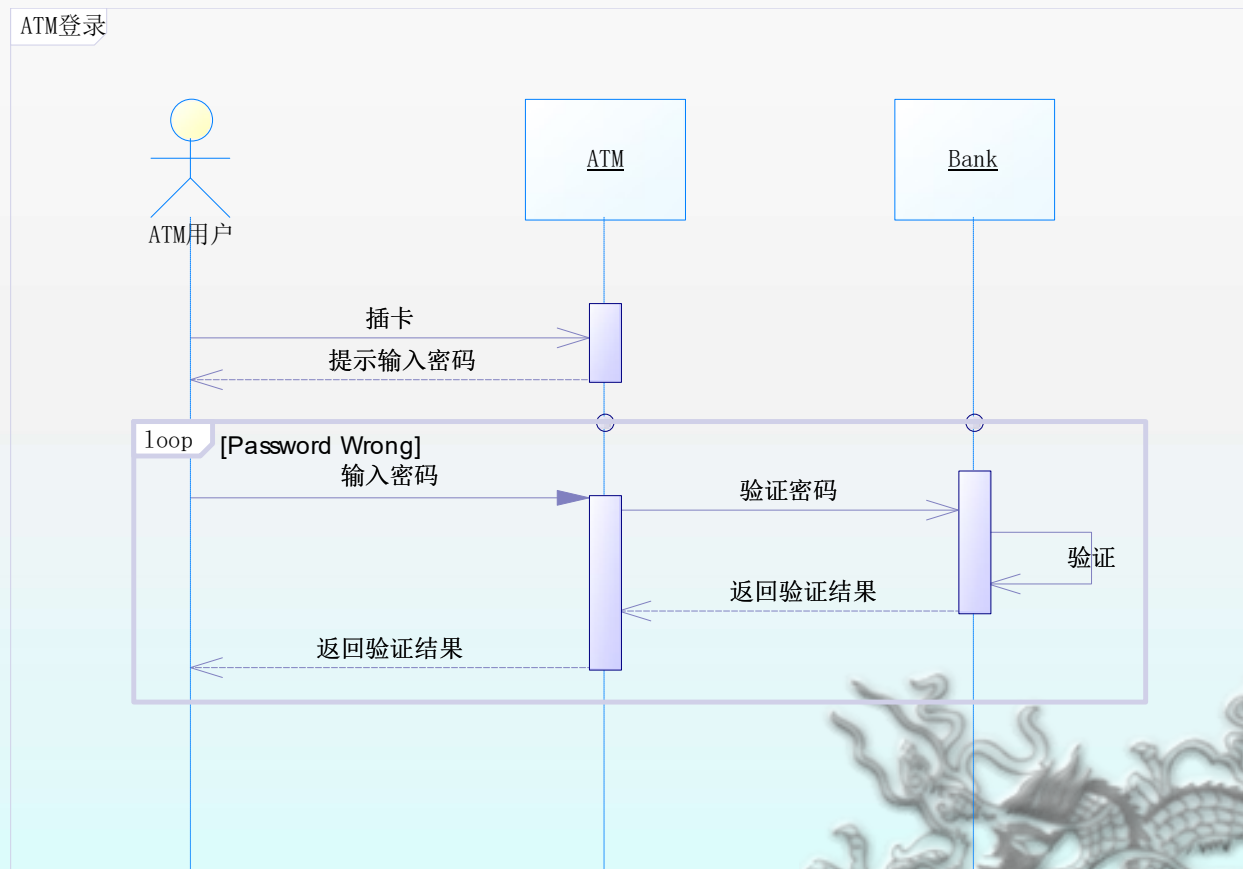 ATM登录
ATM
Bank
ATM用户
插卡
提示输入密码
loop
[Password Wrong]
输入密码
验证密码
验证
返回验证结果
返回验证结果